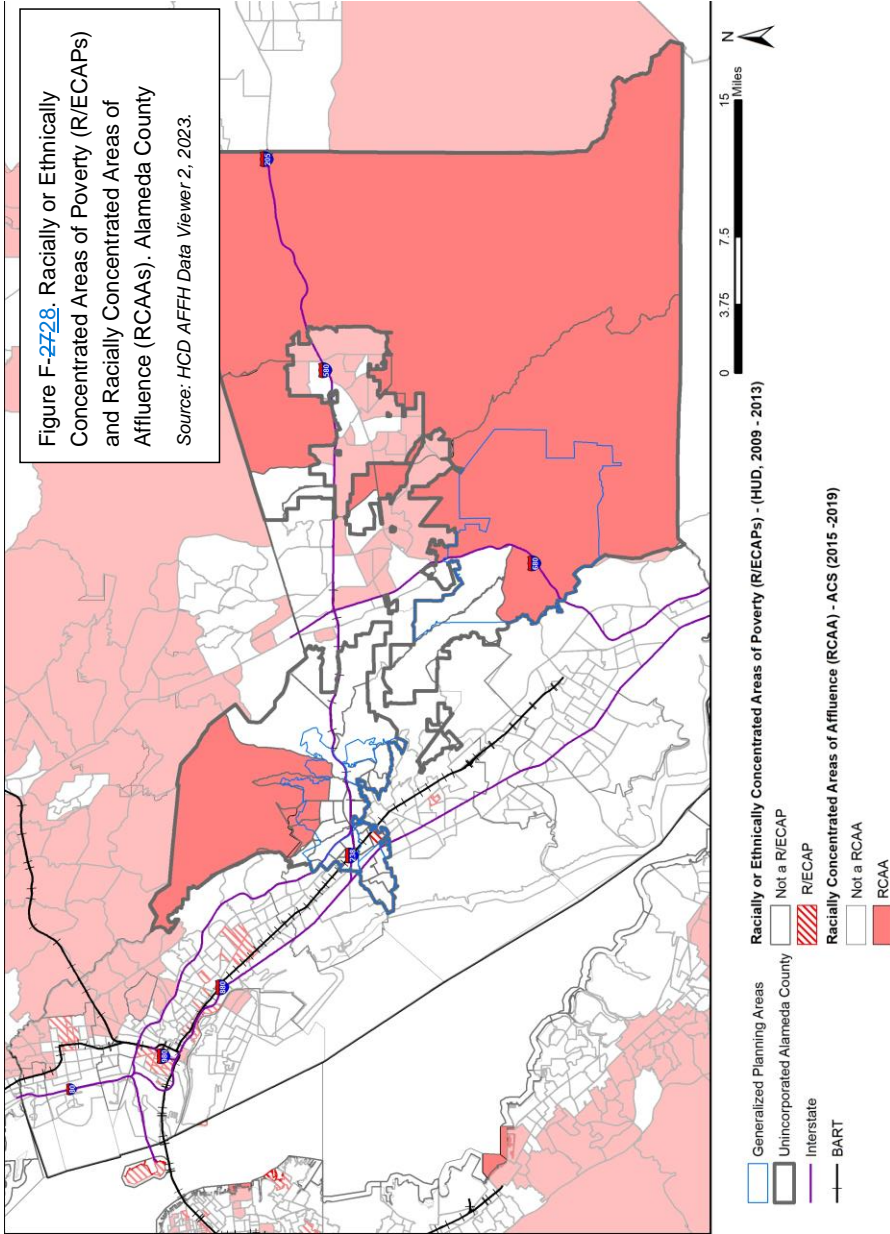 Figure F-2728. Racially or Ethnically
Concentrated Areas of Poverty (R/ECAPs)
and Racially Concentrated Areas of
Affluence (RCAAs). Alameda County
Source: HCD AFFH Data Viewer 2, 2023.
205
580
680
238
880
980
80
N
0 3.75 7.5 15
Miles
Generalized Planning Areas
Unincorporated Alameda County
Interstate
BART
Racially or Ethnically Concentrated Areas of Poverty (R/ECAPs) - (HUD, 2009 - 2013)
Not a R/ECAP
R/ECAP
Racially Concentrated Areas of Affluence (RCAA) - ACS (2015 -2019)
Not a RCAA
RCAA